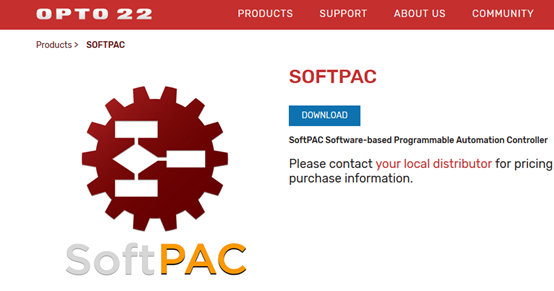 OPTO 22
PRODUCTS SUPPORT ABOUT US COMMUNITY
Products > SOFTPAC
SOFTPAC
DOWNLOAD
SoftPAC Software-based Programmable Automation Controller
Please contact your local distributor for pricing
purchase information.
SoftPAC